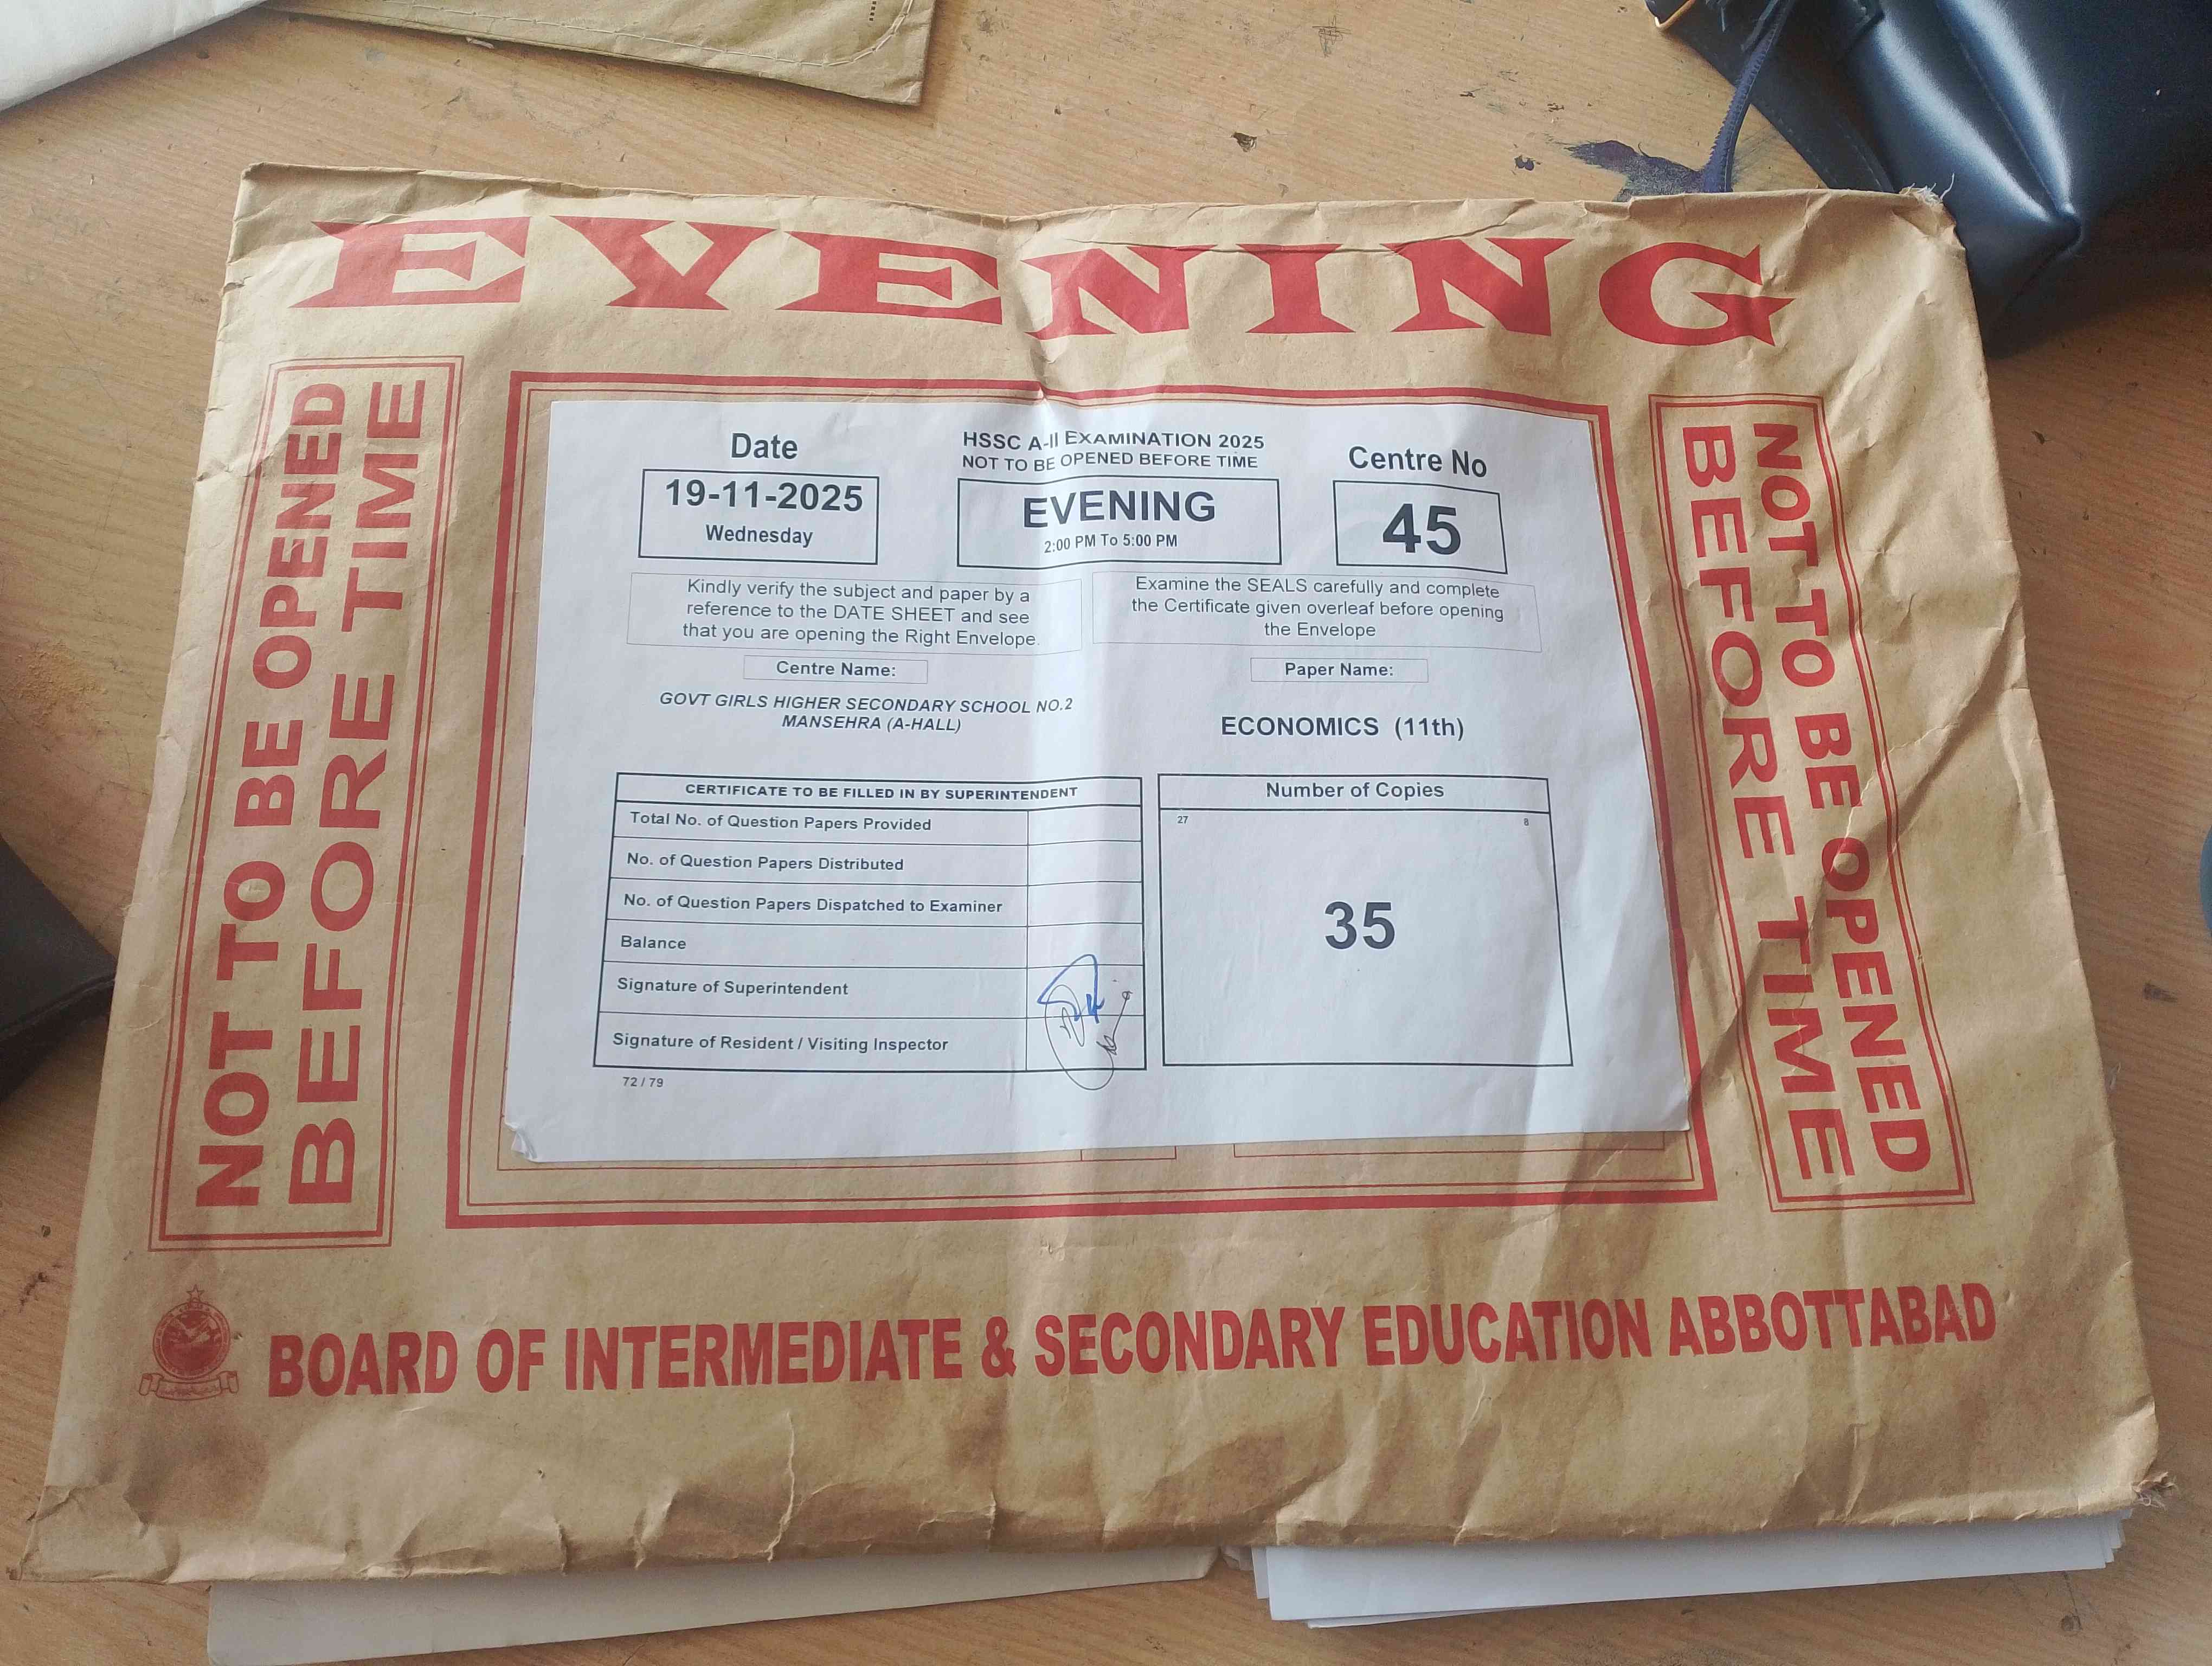 EVENING
NOT TO BE OPENED
BEFORE TIME
Date
19-11-2025
Wednesday
HSSC A-II EXAMINATION 2025
NOT TO BE OPENED BEFORE TIME
EVENING
2:00 PM To 5:00 PM
Centre No
45
Kindly verify the subject and paper by a
reference to the DATE SHEET and see
that you are opening the Right Envelope.
Examine the SEALS carefully and complete
the Certificate given overleaf before opening
the Envelope
Centre Name:
GOVT GIRLS HIGHER SECONDARY SCHOOL NO.2
MANSEHRA (A-HALL)
Paper Name:
ECONOMICS (11th)
CERTIFICATE TO BE FILLED IN BY SUPERINTENDENT
Total No. of Question Papers Provided
No. of Question Papers Distributed
No. of Question Papers Dispatched to Examiner
Balance
Signature of Superintendent
Signature of Resident / Visiting Inspector
72 / 79
Number of Copies
27 8
35
NOT TO BE OPENED
BEFORE TIME
BOARD OF INTERMEDIATE & SECONDARY EDUCATION ABBOTTABAD